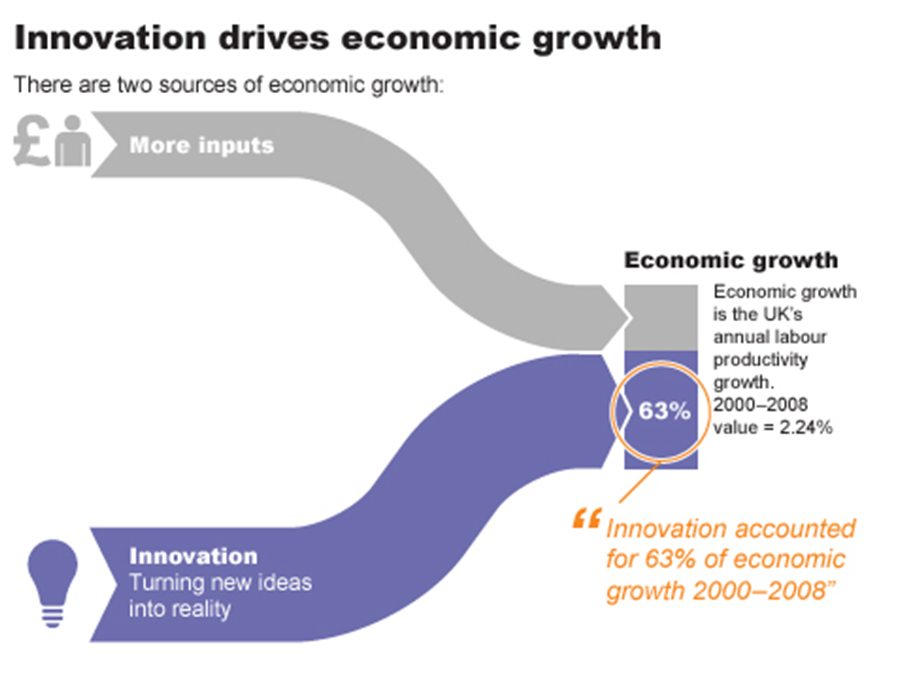 Innovation drives economic growth
There are two sources of economic growth:
£
More inputs
Economic growth
Economic growth
is the UK's
annual labour
productivity
growth.
2000–2008
value = 2.24%
63%
“Innovation accounted
for 63% of economic
growth 2000–2008”
Innovation
Turning new ideas
into reality